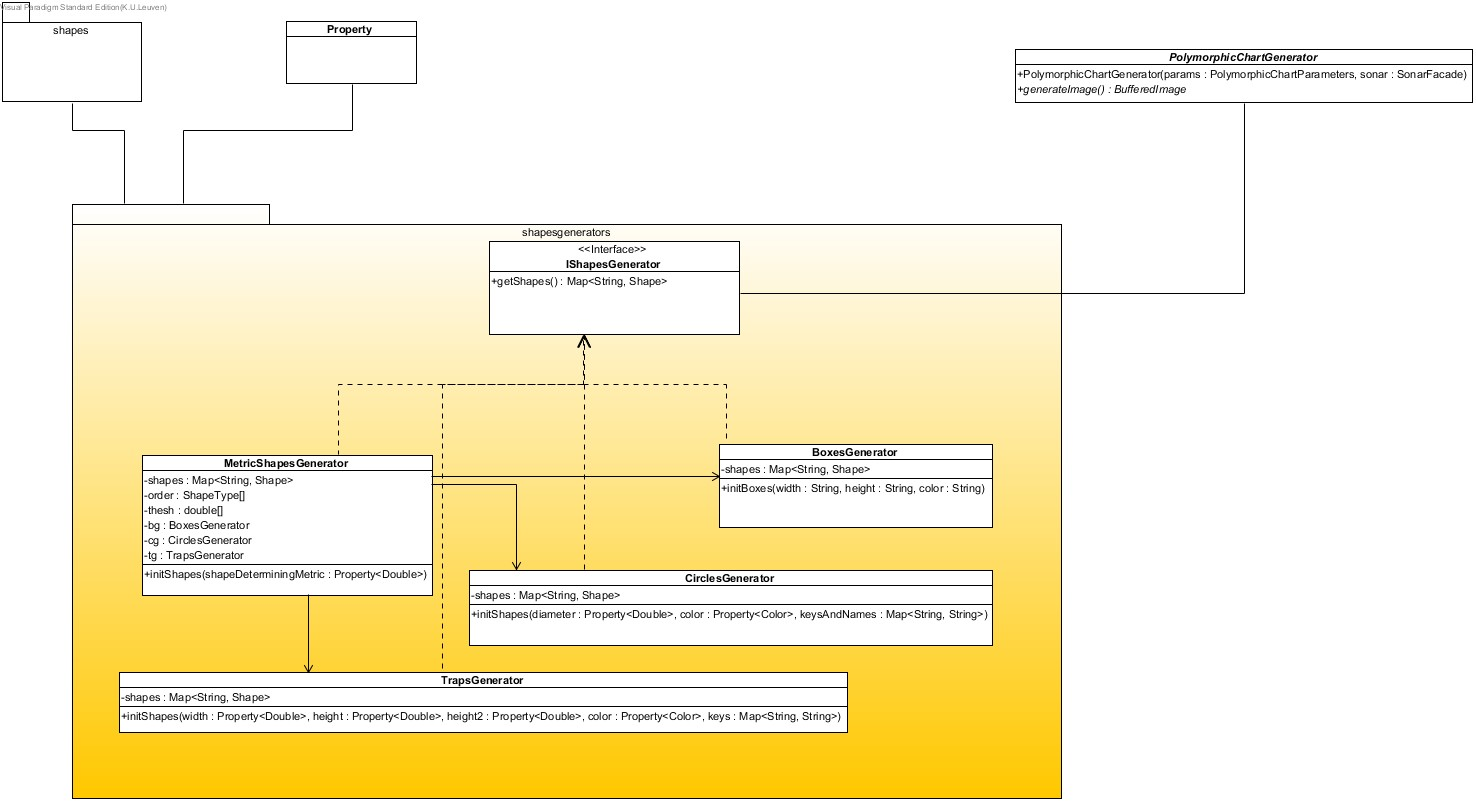 Visual Paradigm Standard Edition(K.U.Leuven)
shapes
Property
PolymorphicChartGenerator
+PolymorphicChartGenerator(params : PolymorphicChartParameters, sonar : SonarFacade)
+generateImage() : BufferedImage
shapesgenerators
<<Interface>>
IShapesGenerator
+getShapes() : Map<String, Shape>
MetricShapesGenerator
-shapes : Map<String, Shape>
-order : ShapeType[]
-thesh : double[]
-bg : BoxesGenerator
-cg : CirclesGenerator
-tg : TrapsGenerator
+initShapes(shapeDeterminingMetric : Property<Double>)
BoxesGenerator
-shapes : Map<String, Shape>
+initBoxes(width : String, height : String, color : String)
CirclesGenerator
-shapes : Map<String, Shape>
+initShapes(diameter : Property<Double>, color : Property<Color>, keysAndNames : Map<String, String>)
TrapsGenerator
-shapes : Map<String, Shape>
+initShapes(width : Property<Double>, height : Property<Double>, height2 : Property<Double>, color : Property<Color>, keys : Map<String, String>)